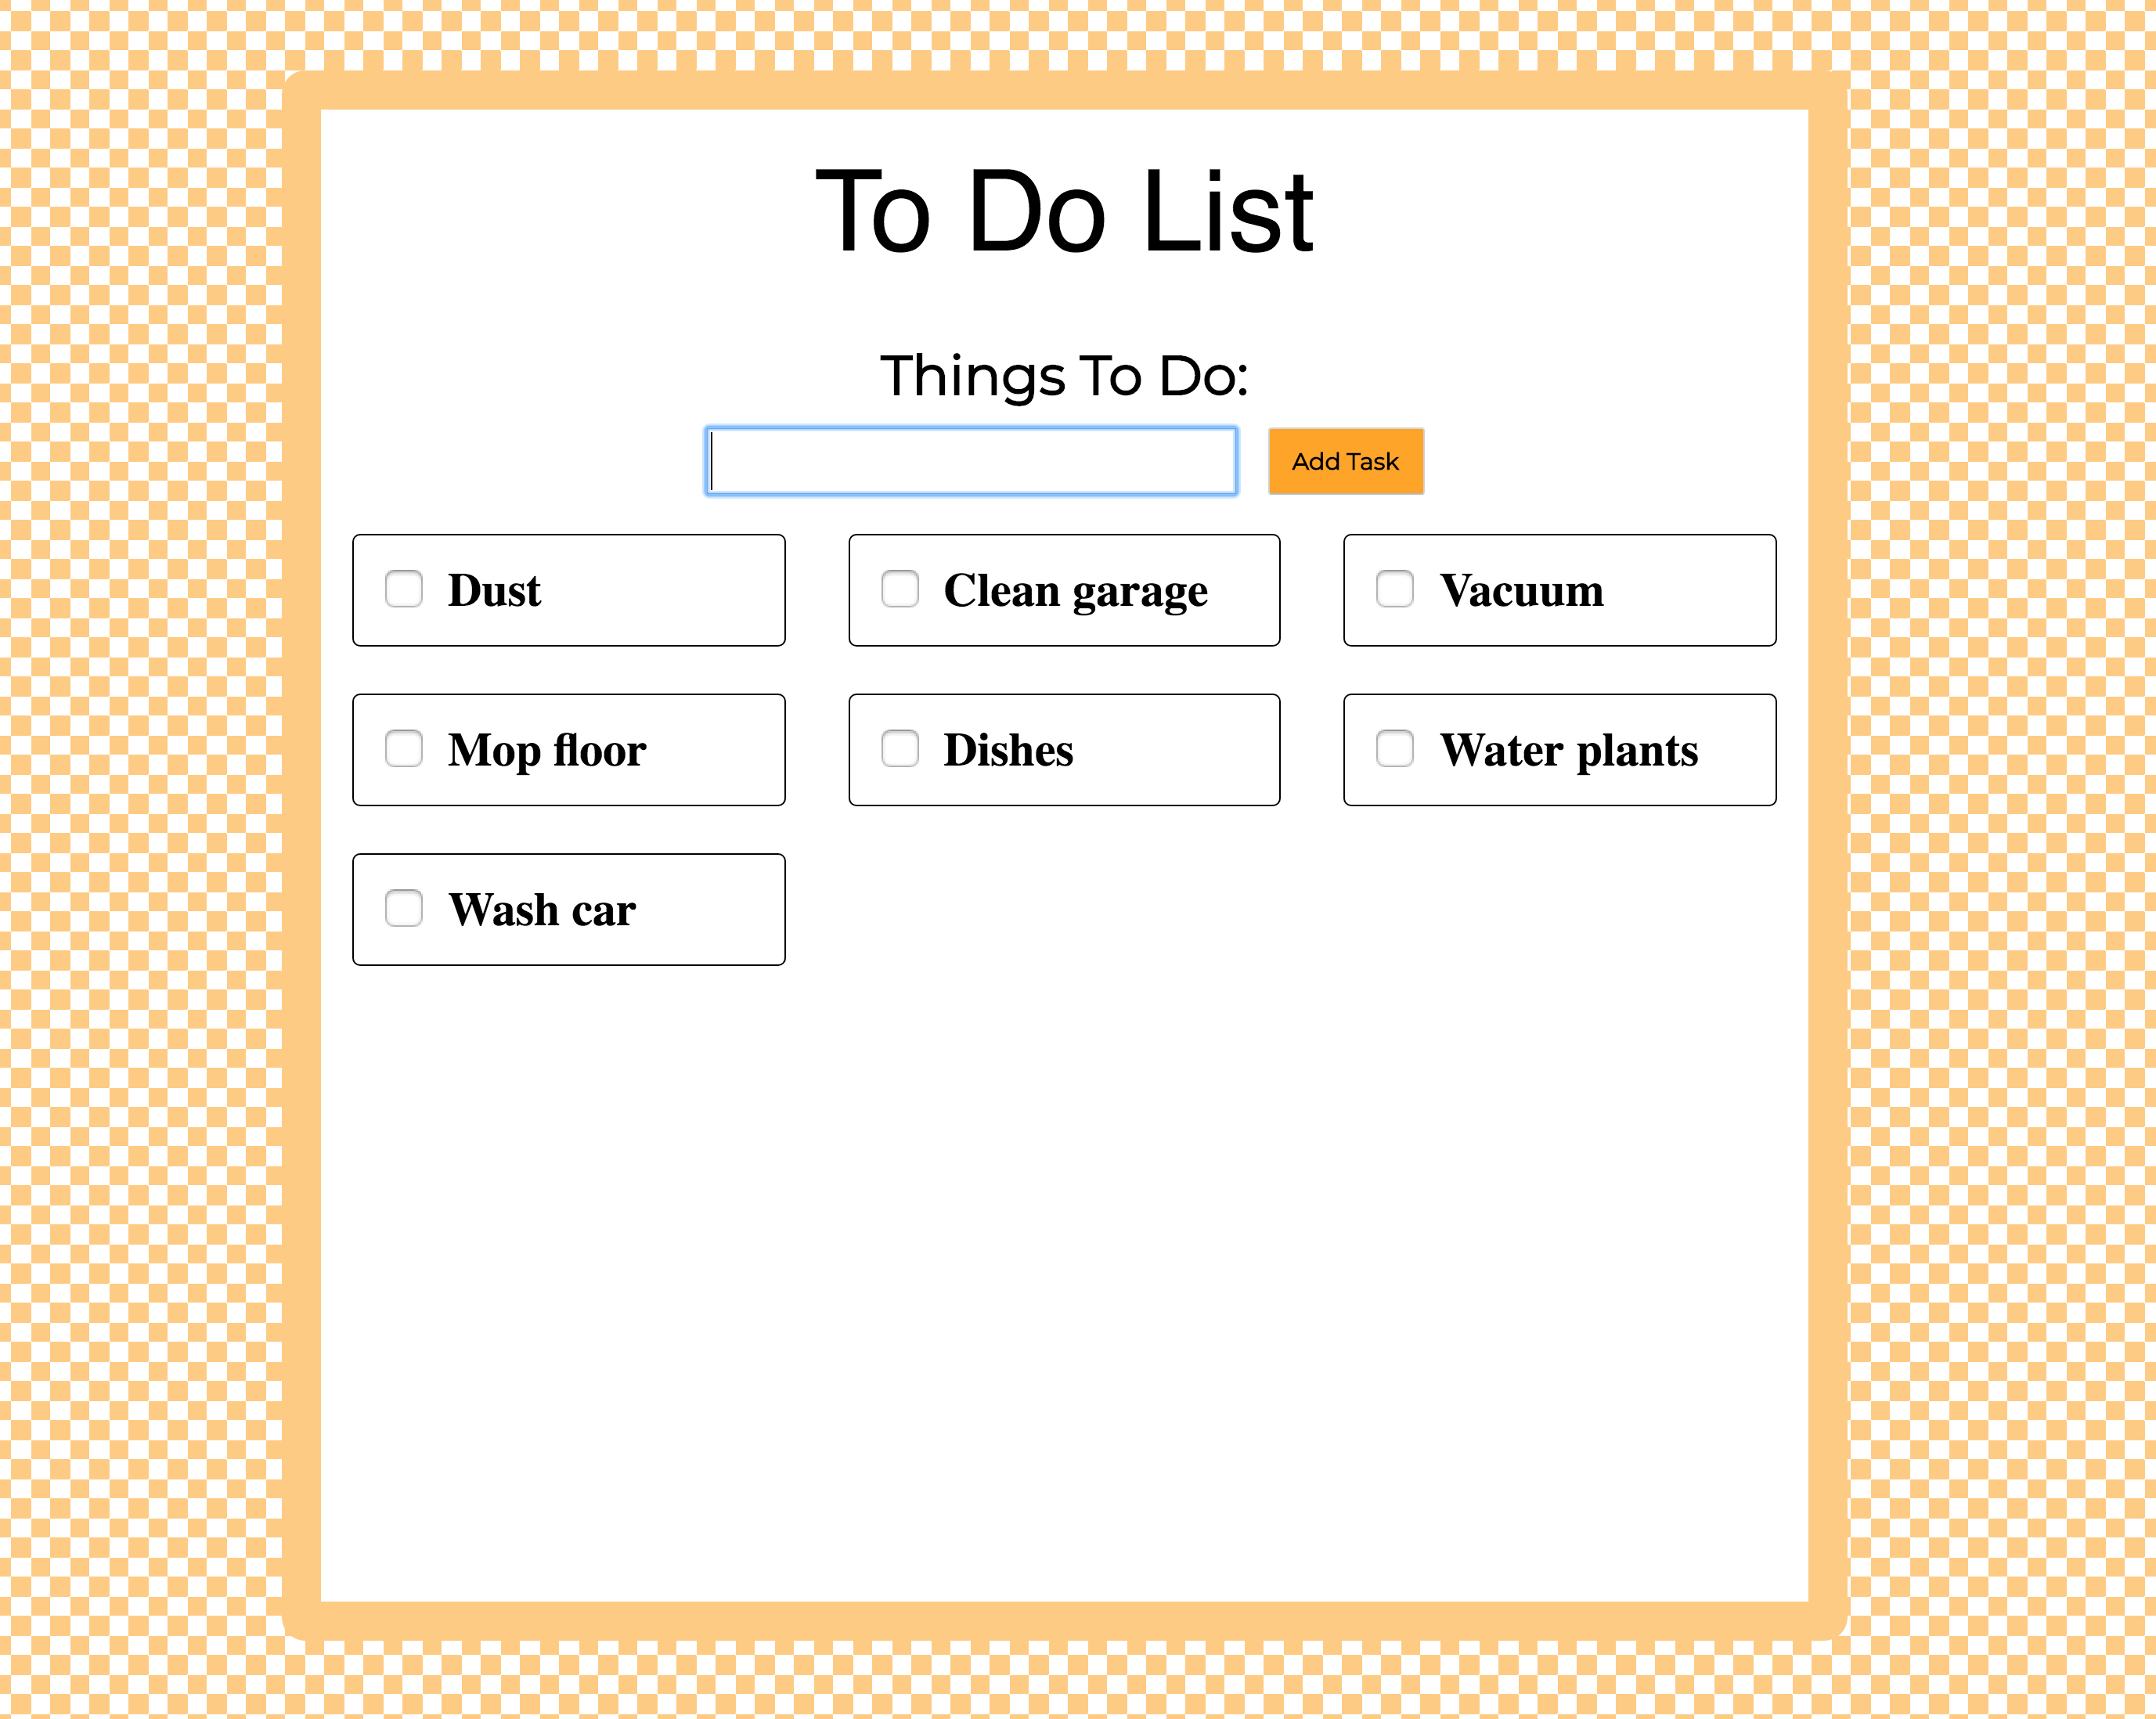 To Do List
Things To Do:
Add Task
Dust
Clean garage
Vacuum
Mop floor
Dishes
Water plants
Wash car